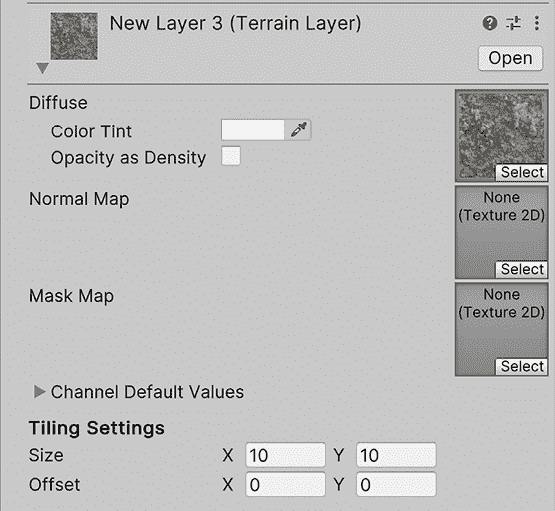 New Layer 3 (Terrain Layer)
Open
Diffuse
Color Tint
Opacity as Density
Select
Normal Map
None
(Texture 2D)
Select
Mask Map
None
(Texture 2D)
Select
Channel Default Values
Tiling Settings
Size X 10 Y 10
Offset X 0 Y 0